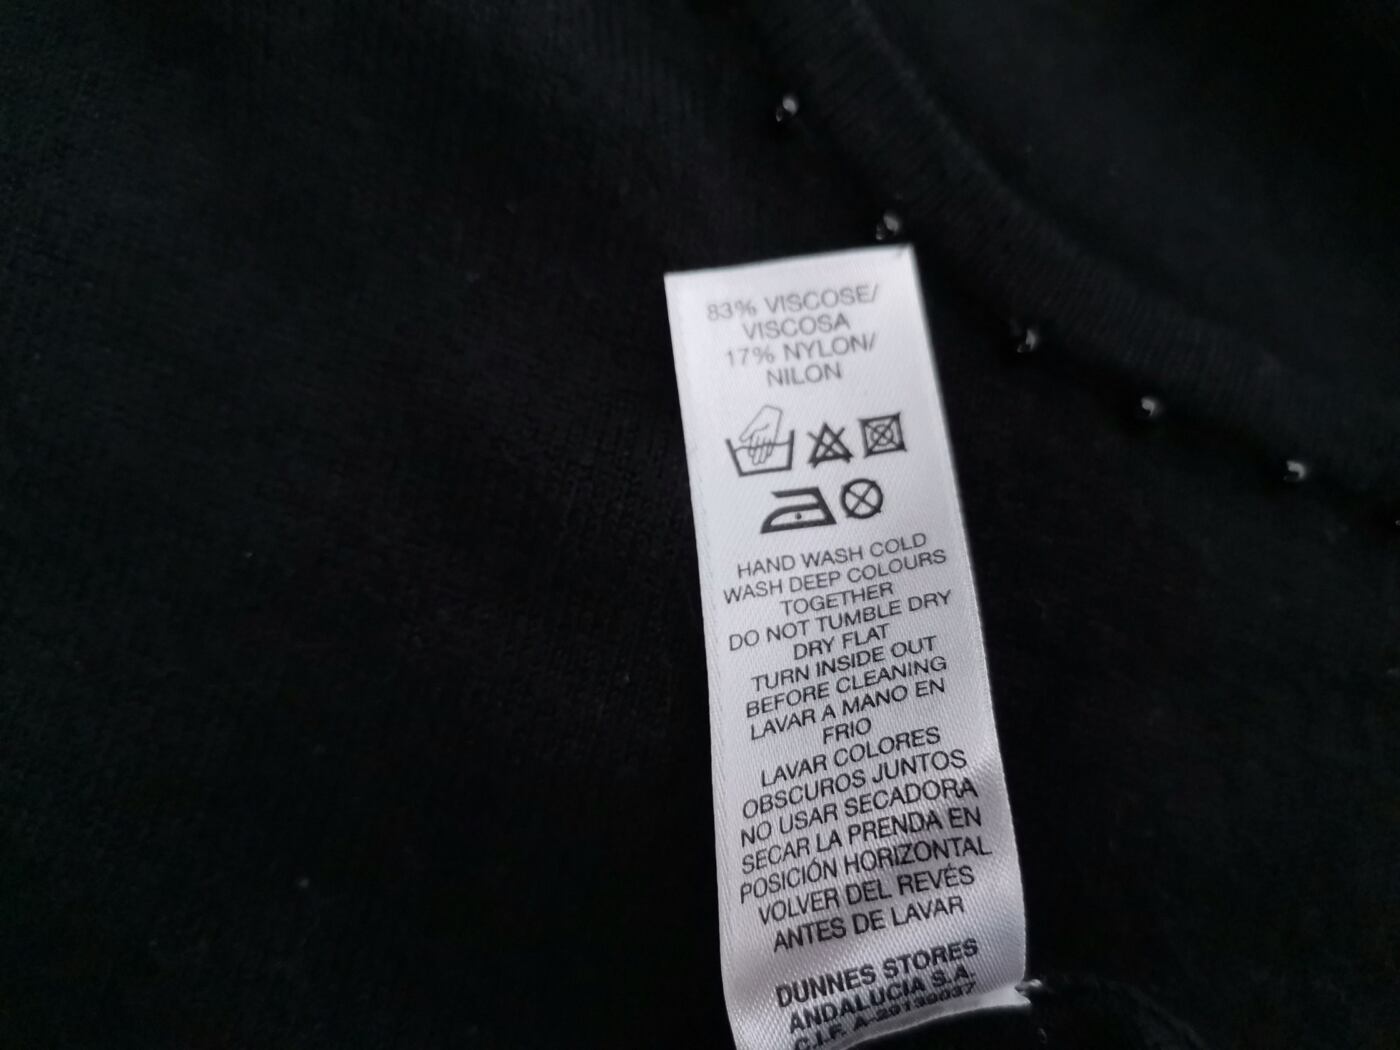 83% VISCOSE/
VISCOSA
17% NYLON/
NILON
HAND WASH COLD
WASH DEEP COLOURS
TOGETHER
DO NOT TUMBLE DRY
DRY FLAT
TURN INSIDE OUT
BEFORE CLEANING
LAVAR A MANO EN
FRIO
LAVAR COLORES
OBSCUROS JUNTOS
NO USAR SECADORA
SECAR LA PRENDA EN
POSICIÓN HORIZONTAL
VOLVER DEL REVÉS
ANTES DE LAVAR
DUNNES STORES
ANDALUCIA S.A.
C.I.F.